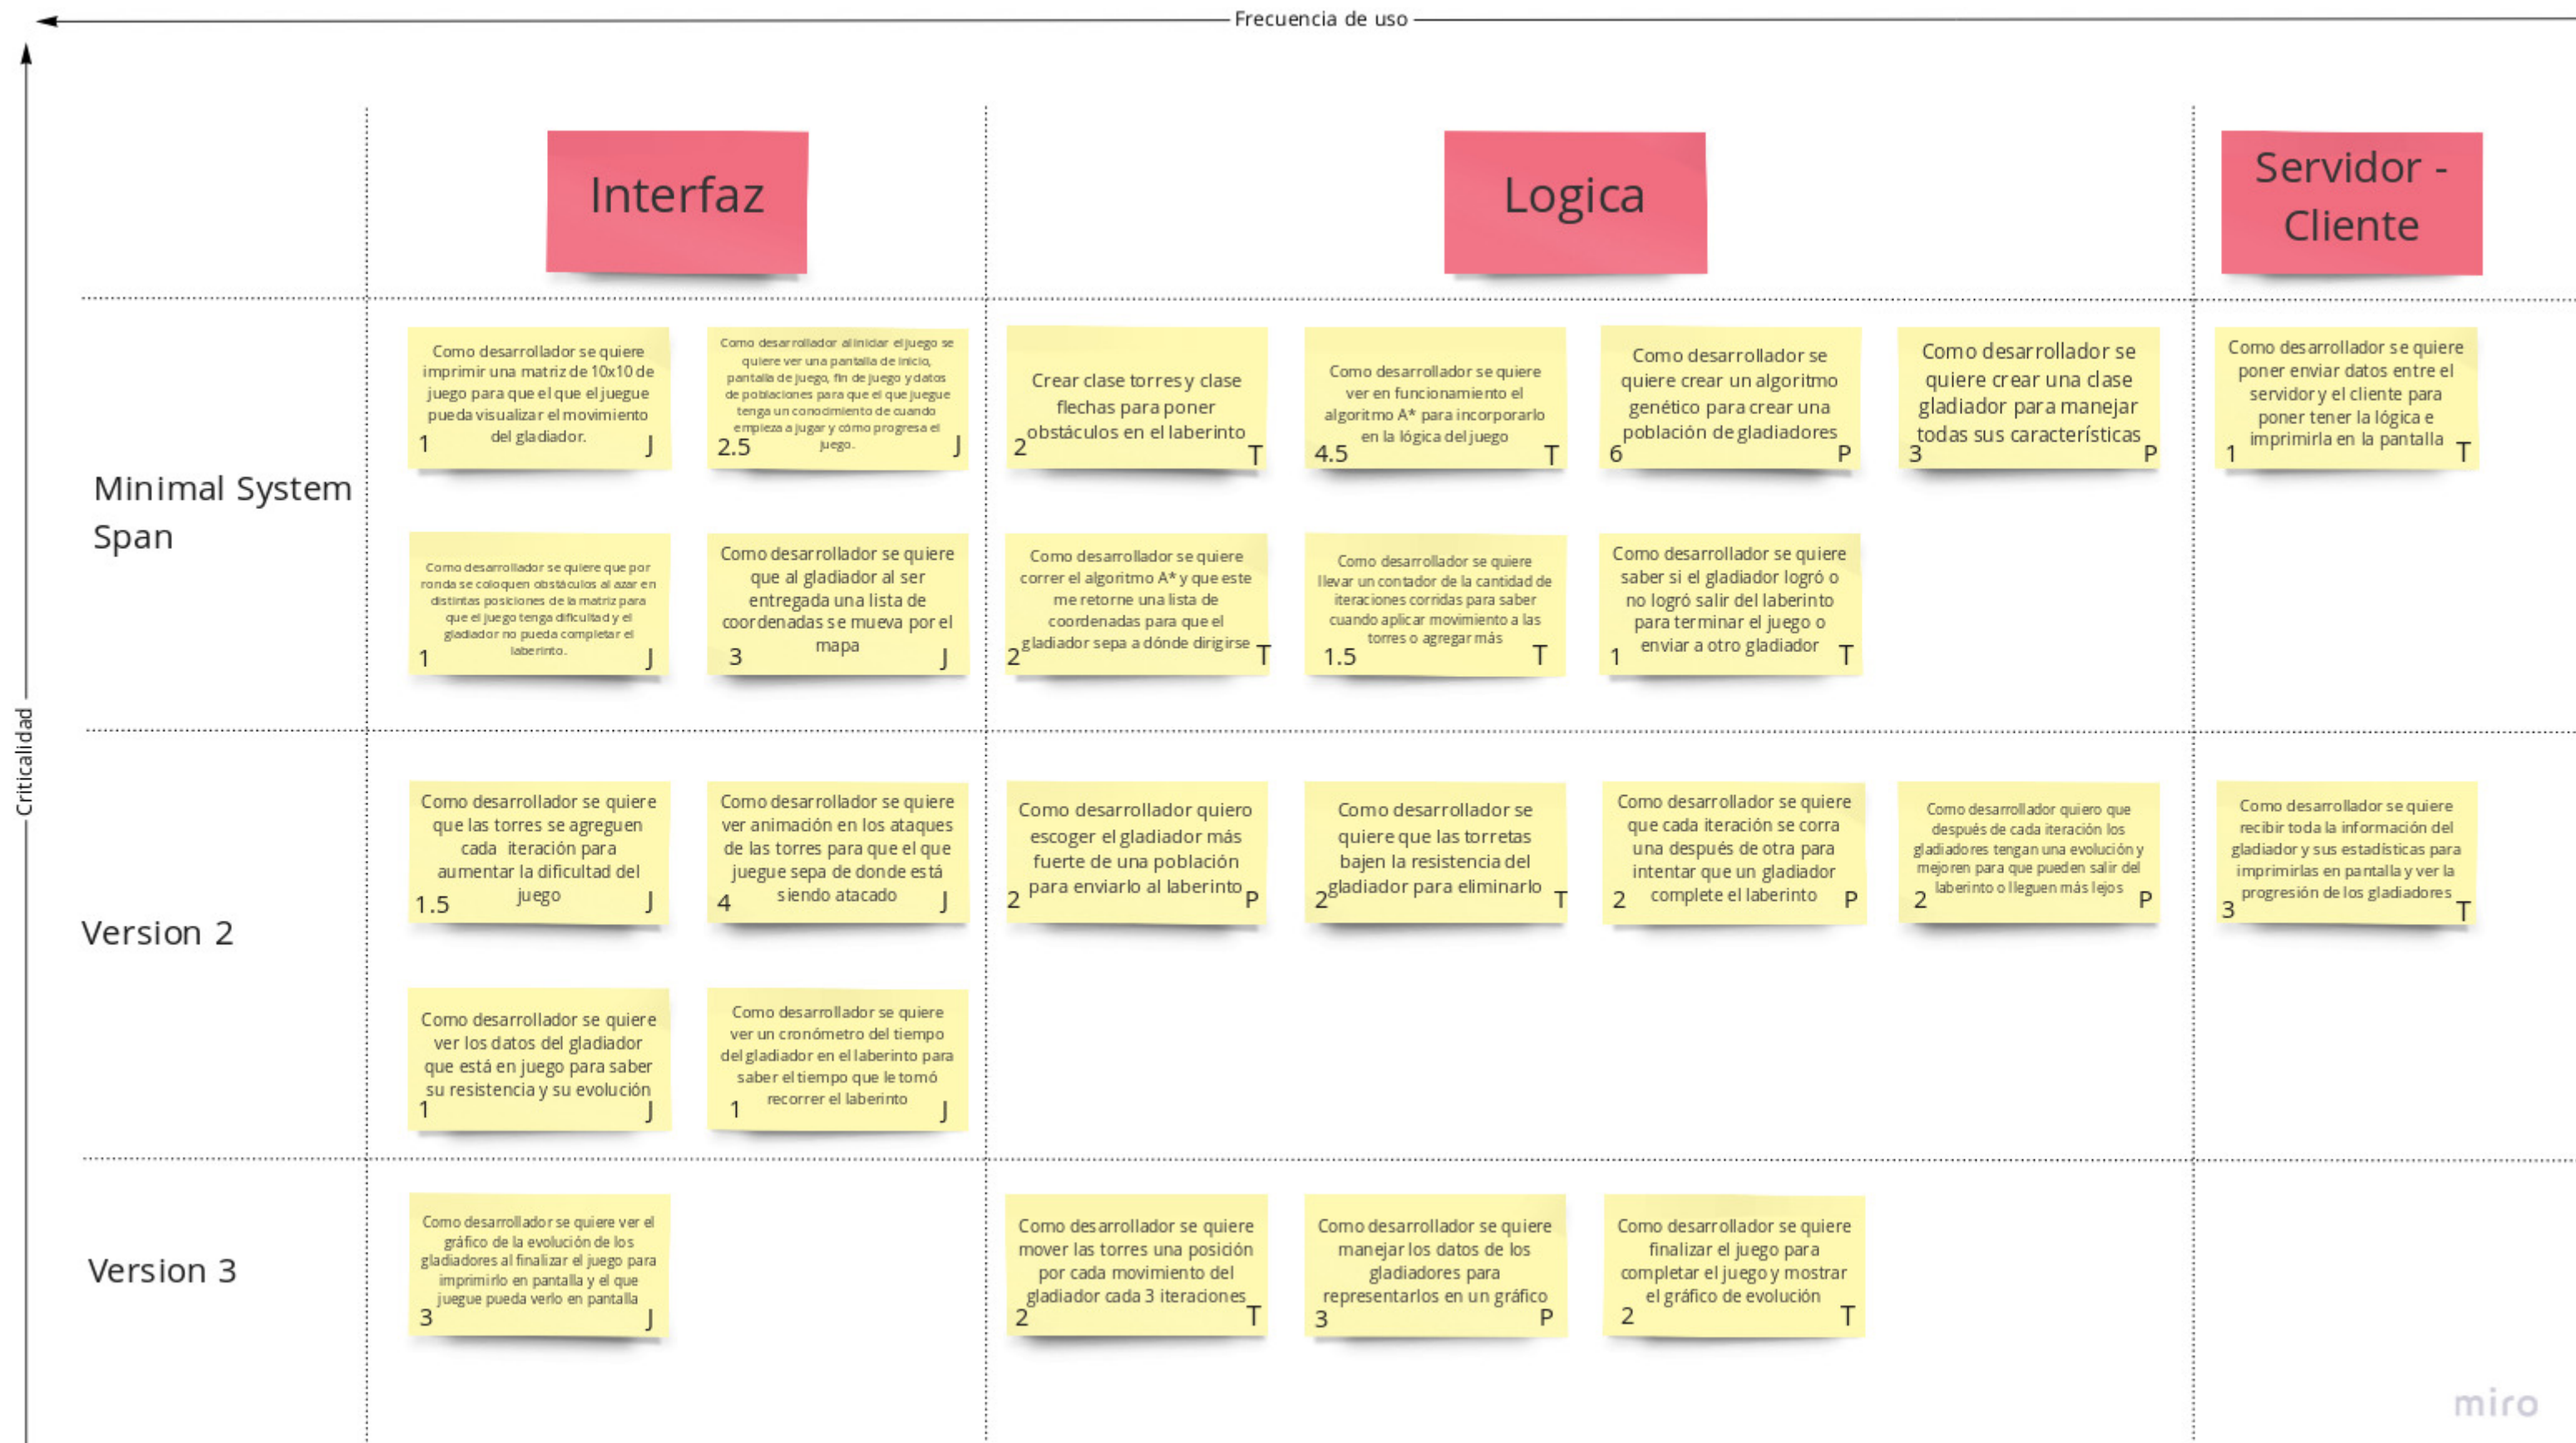 Frecuencia de uso
Criticalidad
Interfaz
Logica
Servidor -
Cliente
Minimal System
Span
Como desarrollador se quiere
imprimir una matriz de 10x10 de
juego para que el que el juegue
pueda visualizar el movimiento
del gladiador.
1
J
Como desarrollador al iniciar el juego se
quiere ver una pantalla de inicio,
pantalla de juego, fin de juego y datos
de poblaciones para que el que juegue
tenga un conocimiento de cuando
empieza a jugar y cómo progresa el
juego.
2.5
J
Crear clase torres y clase
flechas para poner
obstáculos en el laberinto
2
T
Como desarrollador se quiere
ver en funcionamiento el
algoritmo A* para incorporarlo
en la lógica del juego
4.5
T
Como desarrollador se
quiere crear un algoritmo
genético para crear una
población de gladiadores
6
P
Como desarrollador se
quiere crear una clase
gladiador para manejar
todas sus características
3
P
Como desarrollador se quiere
poner enviar datos entre el
servidor y el cliente para
poner tener la lógica e
imprimirla en la pantalla
1
T
Como desarrollador se quiere que por
ronda se coloquen obstáculos al azar en
distintas posiciones de la matriz para
que el juego tenga dificultad y el
gladiador no pueda completar el
laberinto.
1
J
Como desarrollador se quiere
que al gladiador al ser
entregada una lista de
coordenadas se mueva por el
mapa
3
J
Como desarrollador se quiere
correr el algoritmo A* y que este
me retorne una lista de
coordenadas para que el
gladiador sepa a dónde dirigirse
2
T
Como desarrollador se quiere
llevar un contador de la cantidad de
iteraciones corridas para saber
cuando aplicar movimiento a las
torres o agregar más
1.5
T
Como desarrollador se quiere
saber si el gladiador logró o
no logró salir del laberinto
para terminar el juego o
enviar a otro gladiador
1
T
Version 2
Como desarrollador se quiere
que las torres se agreguen
cada iteración para
aumentar la dificultad del
juego
1.5
J
Como desarrollador se quiere
ver animación en los ataques
de las torres para que el que
juegue sepa de donde está
siendo atacado
4
J
Como desarrollador quiero
escoger el gladiador más
fuerte de una población
para enviarlo al laberinto
2
P
Como desarrollador se
quiere que las torretas
bajen la resistencia del
gladiador para eliminarlo
2
T
Como desarrollador se quiere
que cada iteración se corra
una después de otra para
intentar que un gladiador
complete el laberinto
2
P
Como desarrollador quiero que
después de cada iteración los
gladiadores tengan una evolución y
mejoren para que pueden salir del
laberinto o lleguen más lejos
2
P
Como desarrollador se quiere
recibir toda la información del
gladiador y sus estadísticas para
imprimirlas en pantalla y ver la
progresión de los gladiadores
3
T
Como desarrollador se quiere
ver los datos del gladiador
que está en juego para saber
su resistencia y su evolución
1
J
Como desarrollador se quiere
ver un cronómetro del tiempo
del gladiador en el laberinto para
saber el tiempo que le tomó
recorrer el laberinto
1
J
Version 3
Como desarrollador se quiere ver el
gráfico de la evolución de los
gladiadores al finalizar el juego para
imprimirlo en pantalla y el que
juegue pueda verlo en pantalla
3
J
Como desarrollador se quiere
mover las torres una posición
por cada movimiento del
gladiador cada 3 iteraciones
2
T
Como desarrollador se quiere
manejar los datos de los
gladiadores para
representarlos en un gráfico
3
P
Como desarrollador se quiere
finalizar el juego para
completar el juego y mostrar
el gráfico de evolución
2
T
miro